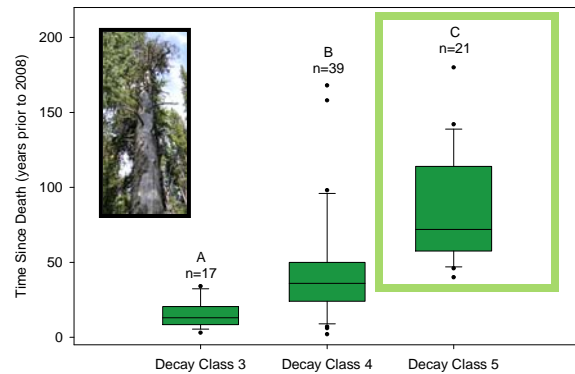 Time Since Death (years prior to 2008)
200
150
100
50
0
A
n=17
B
n=39
C
n=21
Decay Class 3
Decay Class 4
Decay Class 5